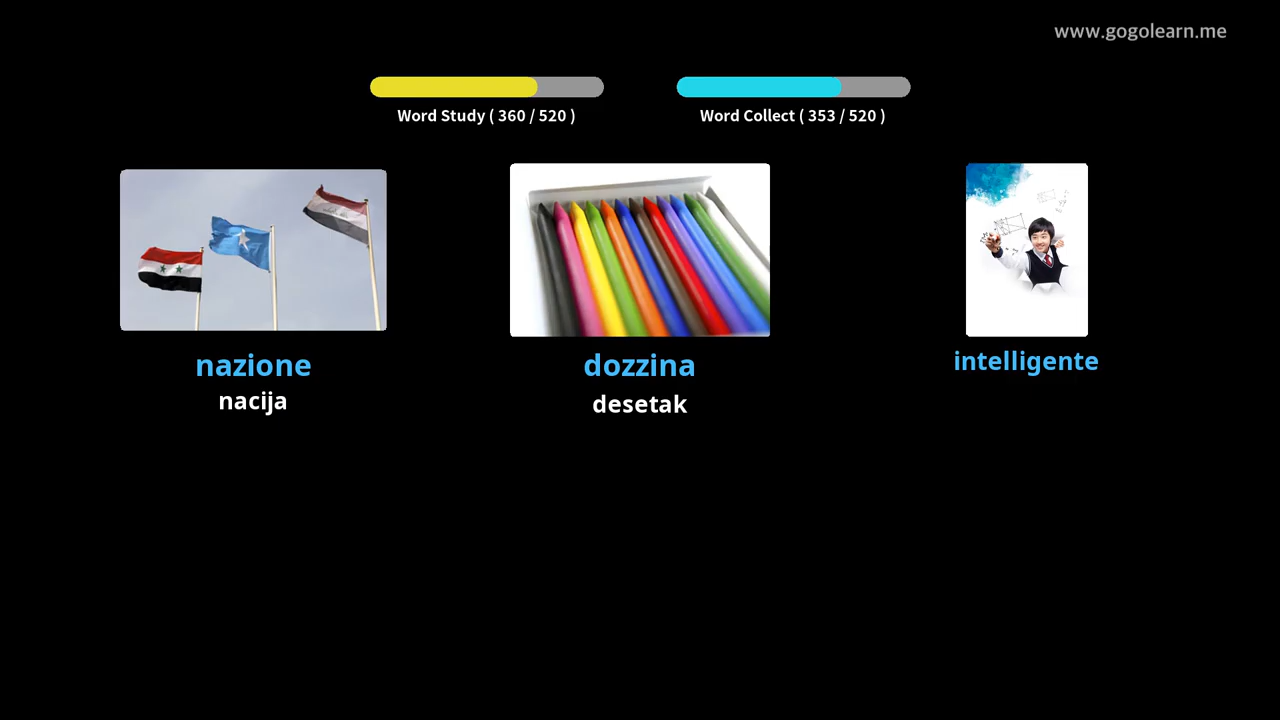 www.gogolearn.me
Word Study ( 360 / 520 )
Word Collect ( 353 / 520 )
nazione
nacija
dozzina
desetak
intelligente